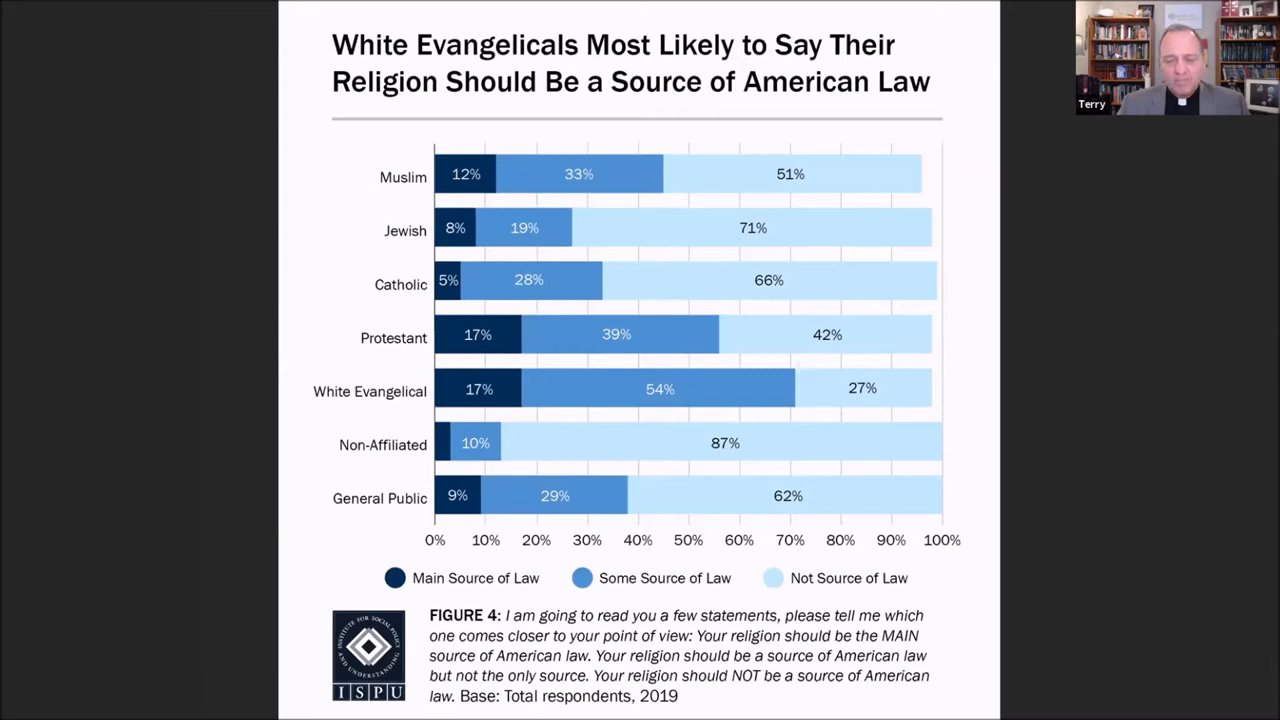 White Evangelicals Most Likely to Say Their
Religion Should Be a Source of American Law
Terry
Muslim 12% 33% 51%
Jewish 8% 19% 71%
Catholic 5% 28% 66%
Protestant 17% 39% 42%
White Evangelical 17% 54% 27%
Non-Affiliated 10% 87%
General Public 9% 29% 62%
0% 10% 20% 30% 40% 50% 60% 70% 80% 90% 100%
Main Source of Law Some Source of Law Not Source of Law
FIGURE 4: I am going to read you a few statements, please tell me which
one comes closer to your point of view: Your religion should be the MAIN
source of American law. Your religion should be a source of American law
but not the only source. Your religion should NOT be a source of American
law. Base: Total respondents, 2019
INSTITUTE FOR SOCIAL POLICY
AND UNDERSTANDING
ISPU